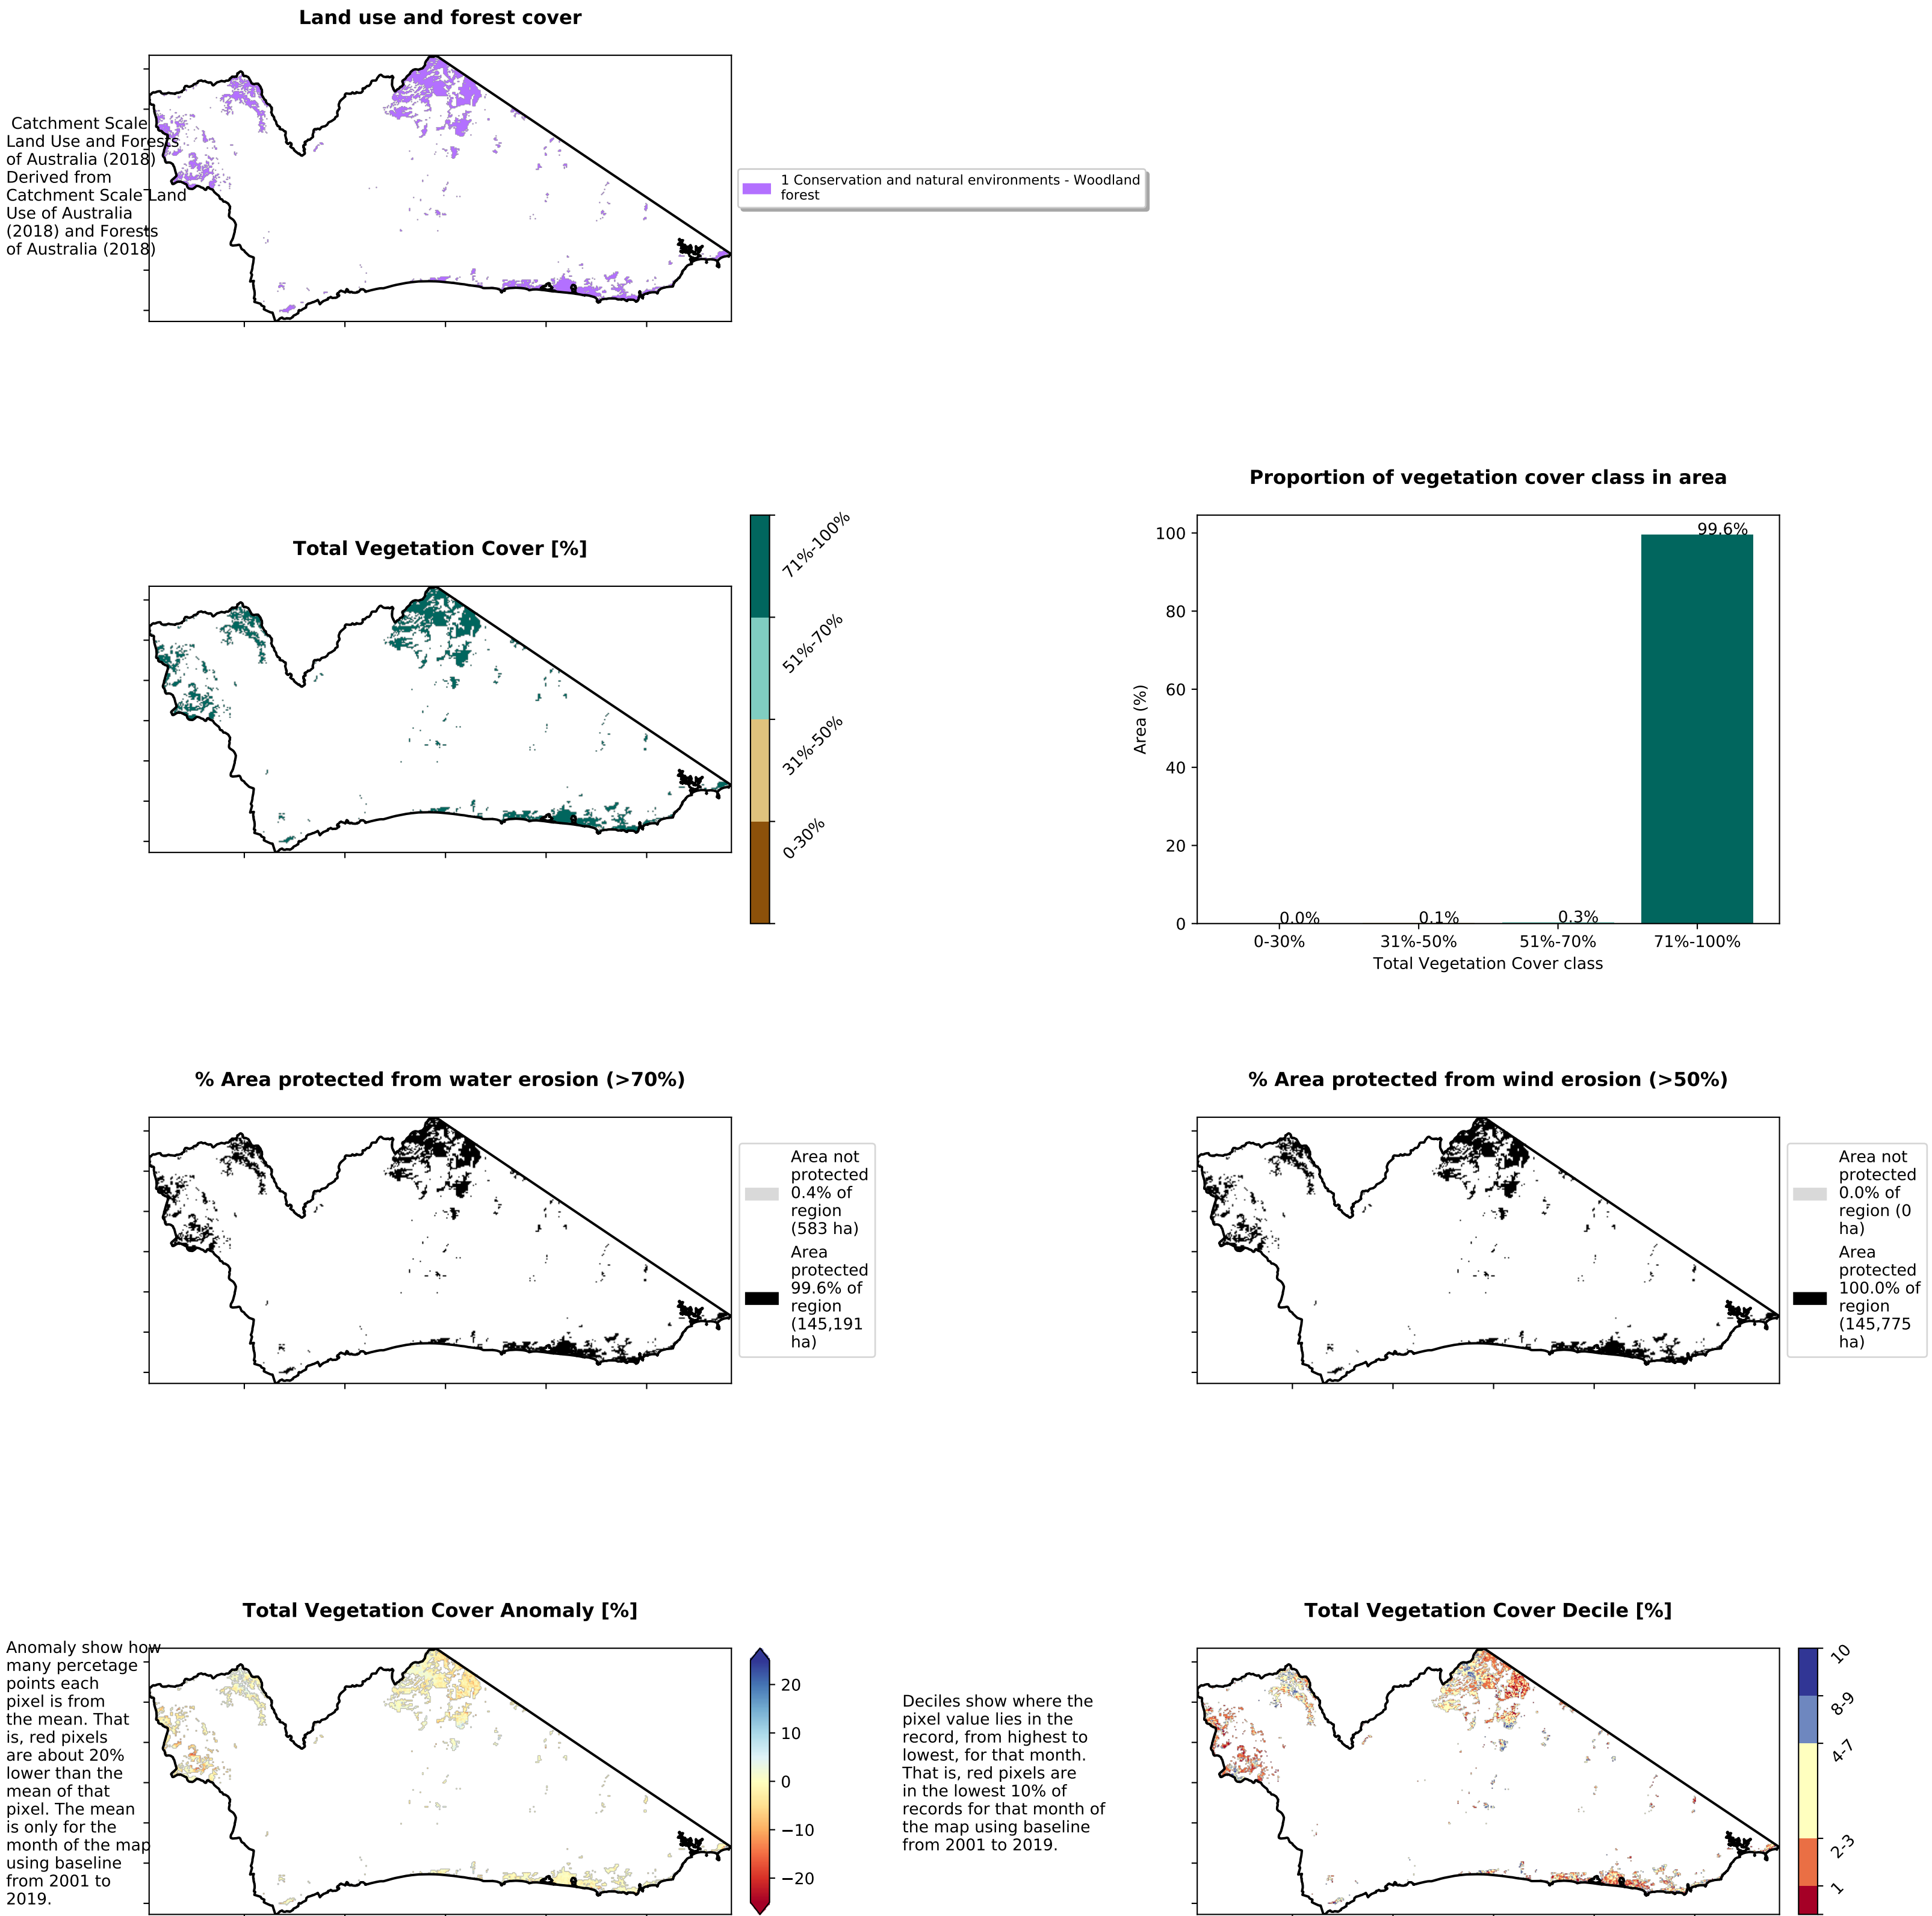 Land use and forest cover
Catchment Scale
Land Use and Forests
of Australia (2018)
Derived from
Catchment Scale Land
Use of Australia
(2018) and Forests
of Australia (2018)
1 Conservation and natural environments - Woodland
forest
Total Vegetation Cover [%]
71%-100%
51%-70%
31%-50%
0-30%
Proportion of vegetation cover class in area
Area (%)
100
80
60
40
20
0
0.0%
0.1%
0.3%
99.6%
0-30%
31%-50%
51%-70%
71%-100%
Total Vegetation Cover class
% Area protected from water erosion (>70%)
Area not
protected
0.4% of
region
(583 ha)
Area
protected
99.6% of
region
(145,191
ha)
% Area protected from wind erosion (>50%)
Area not
protected
0.0% of
region (0
ha)
Area
protected
100.0% of
region
(145,775
ha)
Total Vegetation Cover Anomaly [%]
Anomaly show how
many percetage
points each
pixel is from
the mean. That
is, red pixels
are about 20%
lower than the
mean of that
pixel. The mean
is only for the
month of the map
using baseline
from 2001 to
2019.
20
10
0
−10
−20
Total Vegetation Cover Decile [%]
Deciles show where the
pixel value lies in the
record, from highest to
lowest, for that month.
That is, red pixels are
in the lowest 10% of
records for that month of
the map using baseline
from 2001 to 2019.
10
8-9
4-7
2-3
1